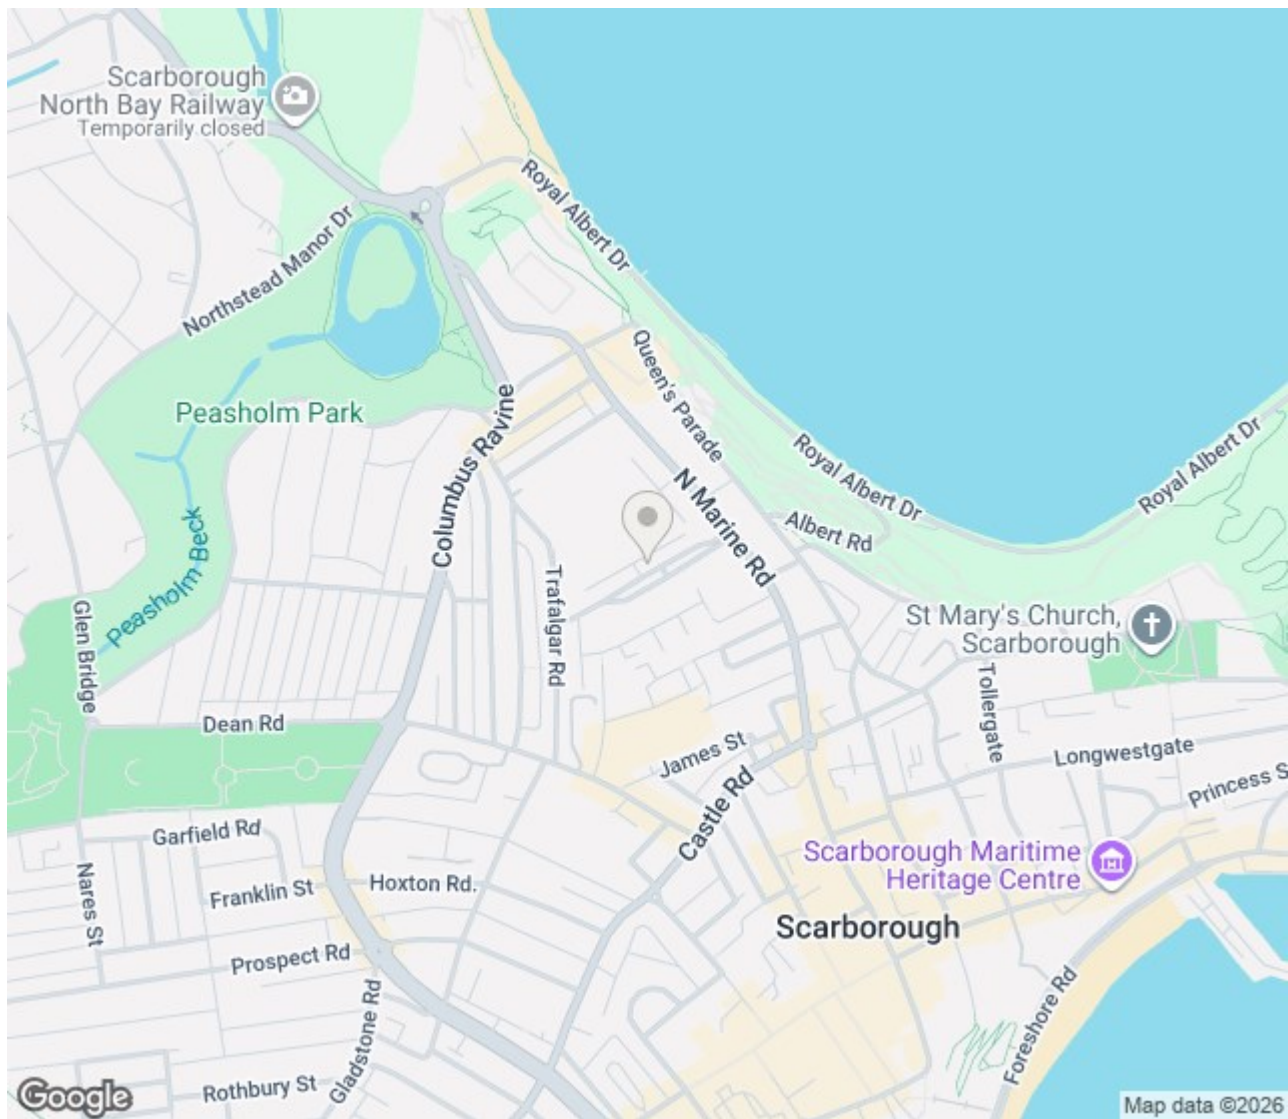 Scarborough
North Bay Railway
Temporarily closed
Royal Albert Dr
Northstead Manor Dr
Queen's Parade
Peasholm Park
Columbus Ravine
N Marine Rd
Royal Albert Dr
Royal Albert Dr
Albert Rd
Peasholm Beck
Trafalgar Rd
Glen Bridge
St Mary's Church,
Scarborough
Tollergate
Dean Rd
James St
Longwestgate
Princess S
Castle Rd
Garfield Rd
Scarborough Maritime
Heritage Centre
Nares St
Franklin St
Hoxton Rd.
Scarborough
Prospect Rd
Gladstone Rd
Foreshore Rd
Rothbury St
Google
Map data ©2026